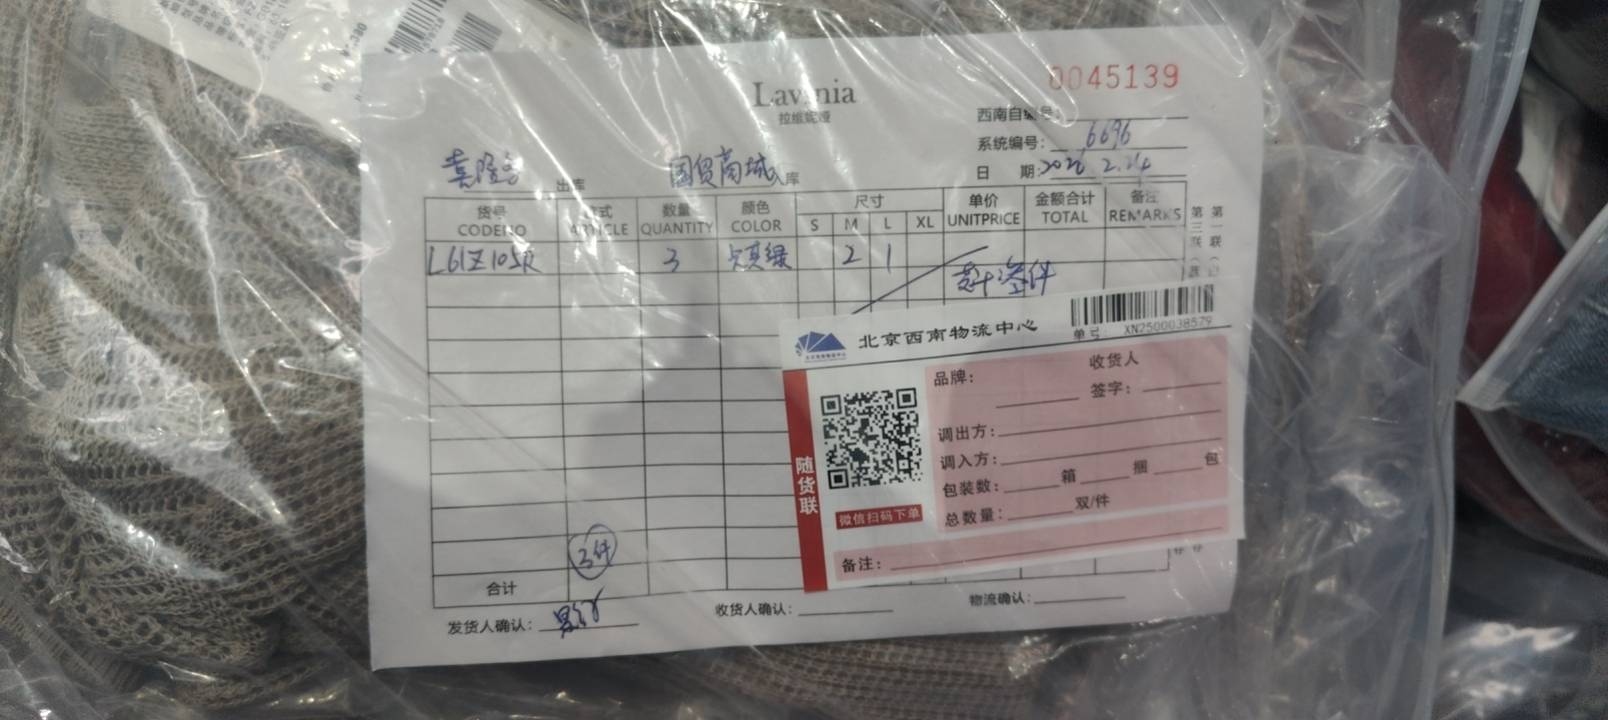 0045139
Lavinia
拉维妮娅
西南自编号:
系统编号: 6696
日 期:
出库 国贸商城入库
货号 CODENO
款式 ARTICLE
数量 QUANTITY
颜色 COLOR
尺寸
S M L XL
单价 UNITPRICE
金额合计 TOTAL
备注 REMARKS
L61Z105R 3 2 1
3件
合计
发货人确认:
收货人确认:
物流确认:
北京西南物流中心
单号: XN2500038579
随货联
微信扫码下单
品牌:
收货人
签字:
调出方:
调入方:
包装数: 箱 捆 包
总数量: 双/件
备注: